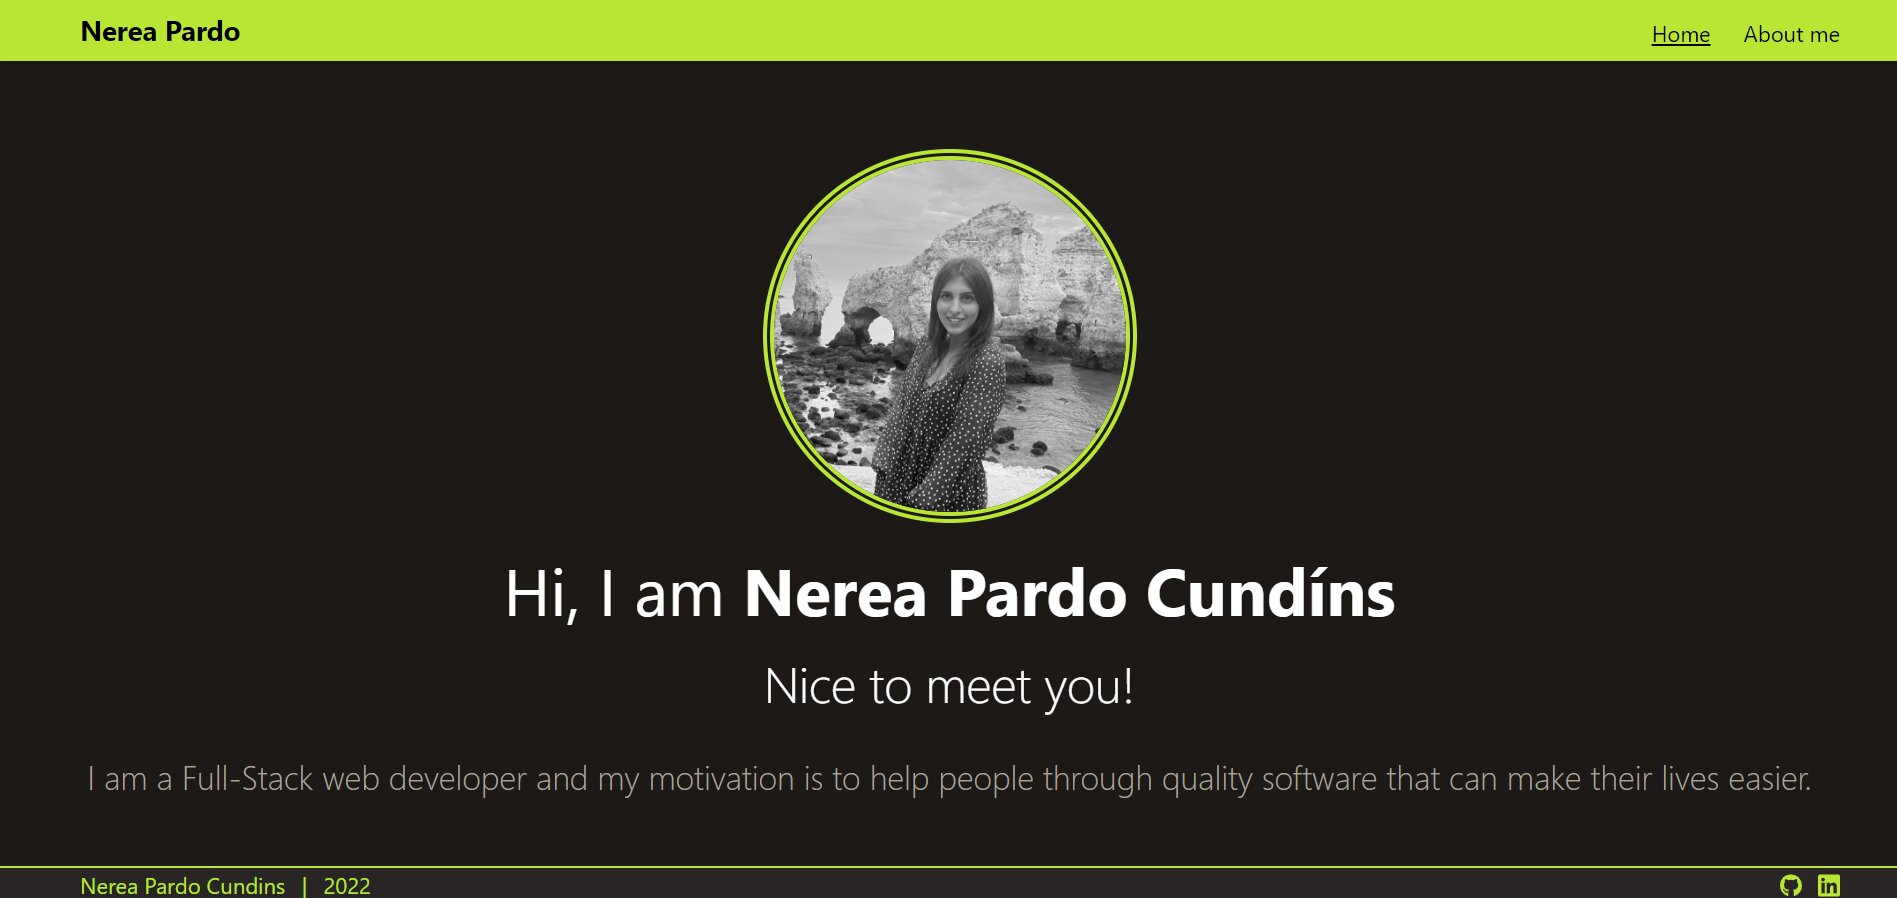 Nerea Pardo
Home About me
Hi, I am Nerea Pardo Cundíns
Nice to meet you!
I am a Full-Stack web developer and my motivation is to help people through quality software that can make their lives easier.
Nerea Pardo Cundins | 2022
in